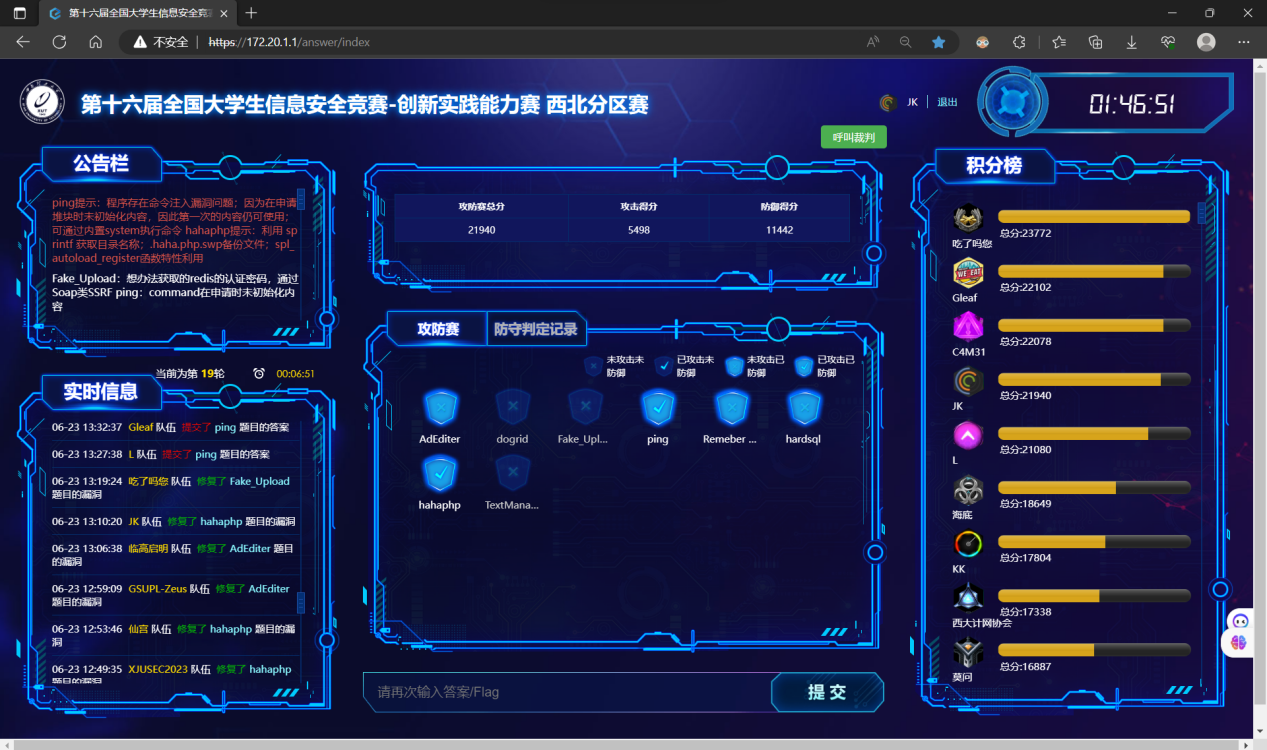 第十六届全国大学生信息安全竞
不安全
https://172.20.1.1/answer/index
第十六届全国大学生信息安全竞赛-创新实践能力赛 西北分区赛
JK
退出
01:46:51
呼叫裁判
公告栏
ping提示：程序存在命令注入漏洞问题；因为在申请
堆块时未初始化内容，因此第一次的内容仍可使用；
可通过内置system执行命令 hahaphp提示：利用 sp
rintf 获取目录名称；.haha.php.swp备份文件；spl_
autoload_register函数特性利用
Fake_Upload：想办法获取的redis的认证密码，通过
Soap类SSRF ping：command在申请时未初始化内
容
当前为第 19轮
00:06:51
实时信息
06-23 13:32:37 Gleaf 队伍 提交了 ping 题目的答案
06-23 13:27:38 L 队伍 提交了 ping 题目的答案
06-23 13:19:24 吃了吗您 队伍 修复了 Fake_Upload
题目的漏洞
06-23 13:10:20 JK 队伍 修复了 hahaphp 题目的漏洞
06-23 13:06:38 临高启明 队伍 修复了 AdEditer 题目
的漏洞
06-23 12:59:09 GSUPL-Zeus 队伍 修复了 AdEditer
题目的漏洞
06-23 12:53:46 仙宫 队伍 修复了 hahaphp 题目的漏
洞
06-23 12:49:35 XJUSEC2023 队伍 修复了 hahaphp
题目的漏洞
攻防赛总分 攻击得分 防御得分
21940 5498 11442
攻防赛
防守判定记录
未攻击未
防御
已攻击未
防御
未攻击已
防御
已攻击已
防御
AdEditer
dogrid
Fake_Upl...
ping
Remeber ...
hardsql
hahaphp
TextMana...
请再次输入答案/Flag
提 交
积分榜
吃了吗您
总分:23772
Gleaf
总分:22102
C4M31
总分:22078
JK
总分:21940
L
总分:21080
海底
总分:18649
KK
总分:17804
西大计网协会
总分:17338
莫问
总分:16887